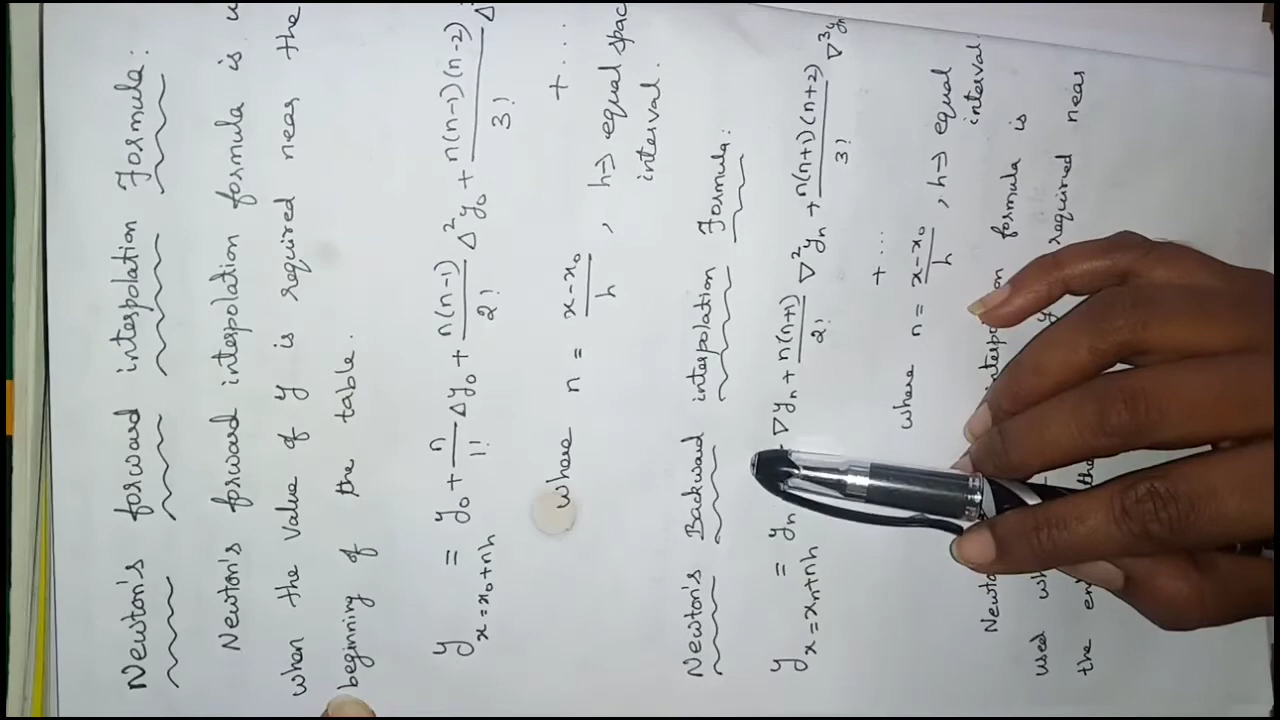 Newton's forward interpolation Formula:
Newton's forward interpolation formula is
when the value of y is required near the
beginning of the table.
y x=x₀+nh = y₀ + n/1! Δy₀ + n(n-1)/2! Δ²y₀ + n(n-1)(n-2)/3! Δ
+ ...
where n = x-x₀/h , h→ equal spac
interval.
Newton's Backward interpolation Formula:
y x=xₙ+nh = yₙ ∇yₙ + n(n+1)/2! ∇²yₙ + n(n+1)(n+2)/3! ∇³yₙ
+ ...
where n = x-x₀/h , h→ equal
interval.
formula is
used y required near
the